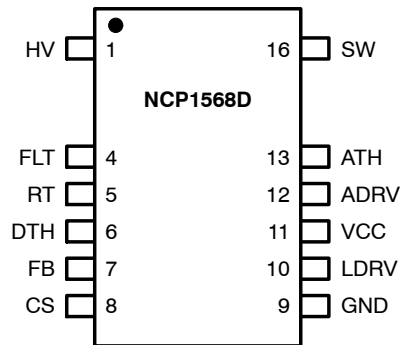 HV 1 16 SW
NCP1568D
FLT 4 13 ATH
RT 5 12 ADRV
DTH 6 11 VCC
FB 7 10 LDRV
CS 8 9 GND